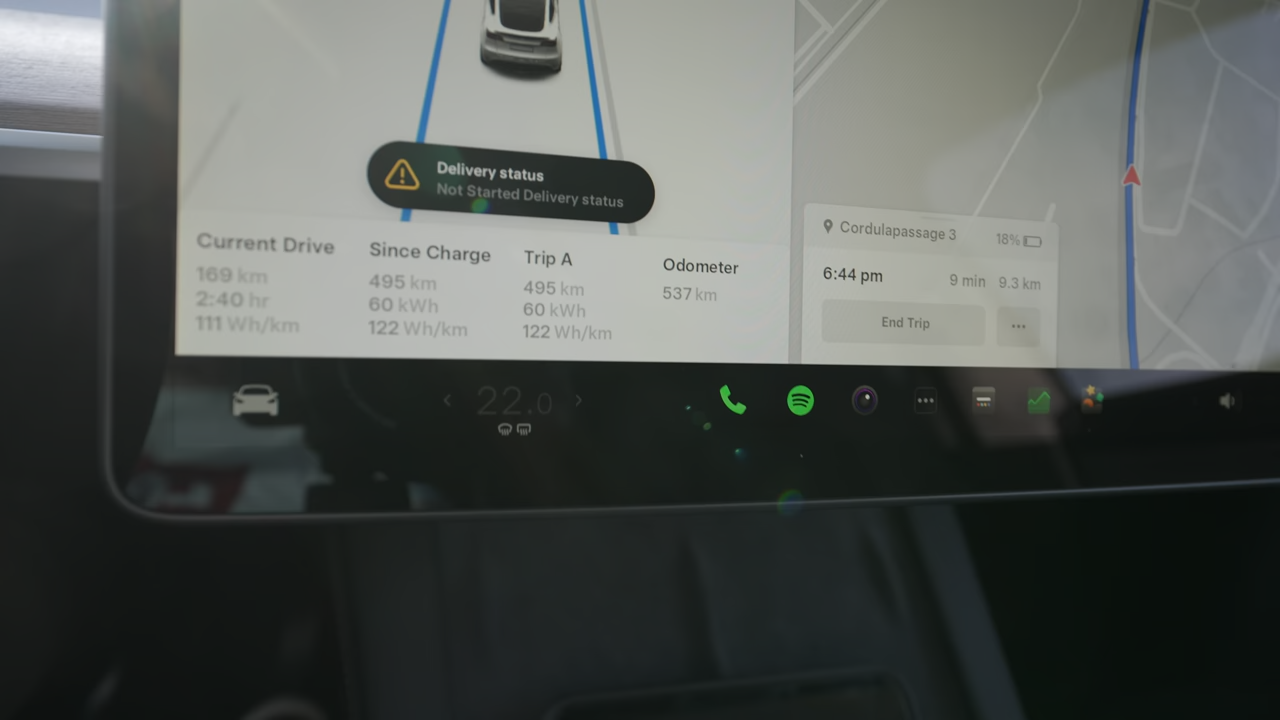 Delivery status
Not Started Delivery status
Current Drive
169 km
2:40 hr
111 Wh/km
Since Charge
495 km
60 kWh
122 Wh/km
Trip A
495 km
60 kWh
122 Wh/km
Odometer
537 km
Cordulapassage 3
18%
6:44 pm
9 min
9.3 km
End Trip
22.0